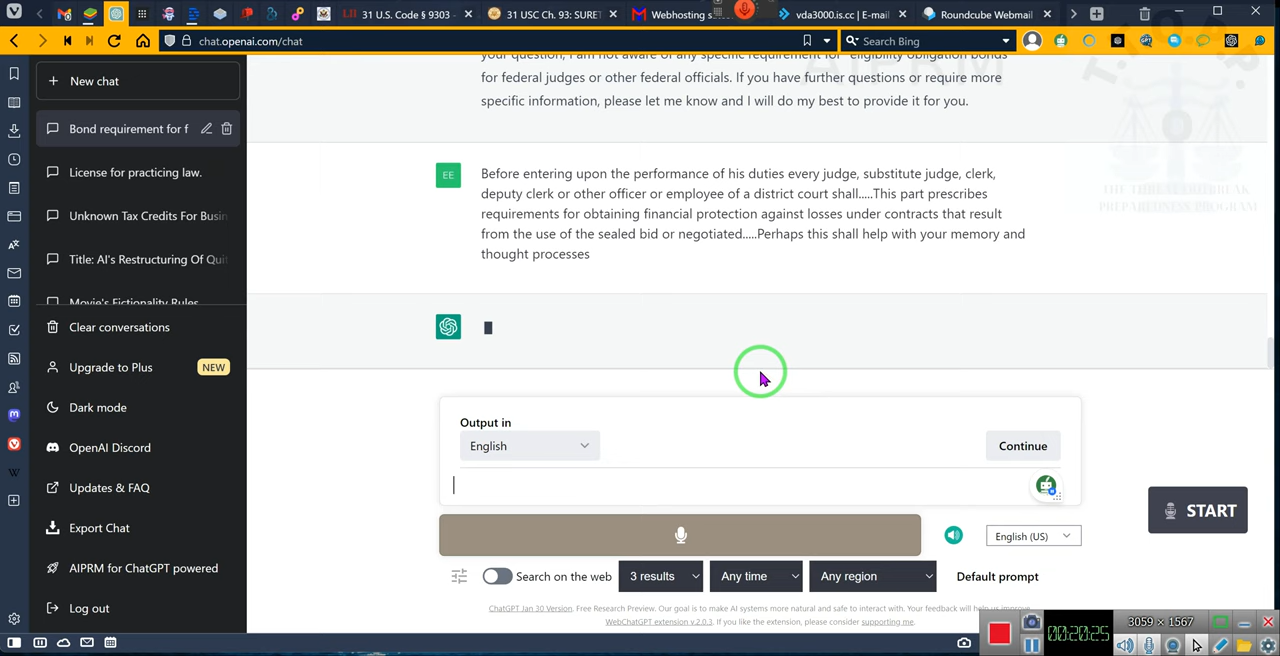 31 U.S. Code § 9303 -
31 USC Ch. 93: SURET
Webhosting s
vda3000.is.cc | E-mail
Roundcube Webmail
chat.openai.com/chat
Search Bing
New chat
Bond requirement for f
License for practicing law.
Unknown Tax Credits For Busin
Title: AI's Restructuring Of Quit
Movie's Fictionality Rules
Clear conversations
Upgrade to Plus
NEW
Dark mode
OpenAI Discord
Updates & FAQ
Export Chat
AIPRM for ChatGPT powered
Log out
your question, I am not aware of any specific requirement for "eligibility obligation bonds"
for federal judges or other federal officials. If you have further questions or require more
specific information, please let me know and I will do my best to provide it for you.
EE
Before entering upon the performance of his duties every judge, substitute judge, clerk,
deputy clerk or other officer or employee of a district court shall.....This part prescribes
requirements for obtaining financial protection against losses under contracts that result
from the use of the sealed bid or negotiated.....Perhaps this shall help with your memory and
thought processes
Output in
English
Continue
START
English (US)
Search on the web
3 results
Any time
Any region
Default prompt
ChatGPT Jan 30 Version. Free Research Preview. Our goal is to make AI systems more natural and safe to interact with. Your feedback will help us improve.
WebChatGPT extension v.2.0.3. If you like the extension, please consider supporting me.
AIPRM
PREPAREDNESS PROGRAM
00:20:25
3059 × 1567